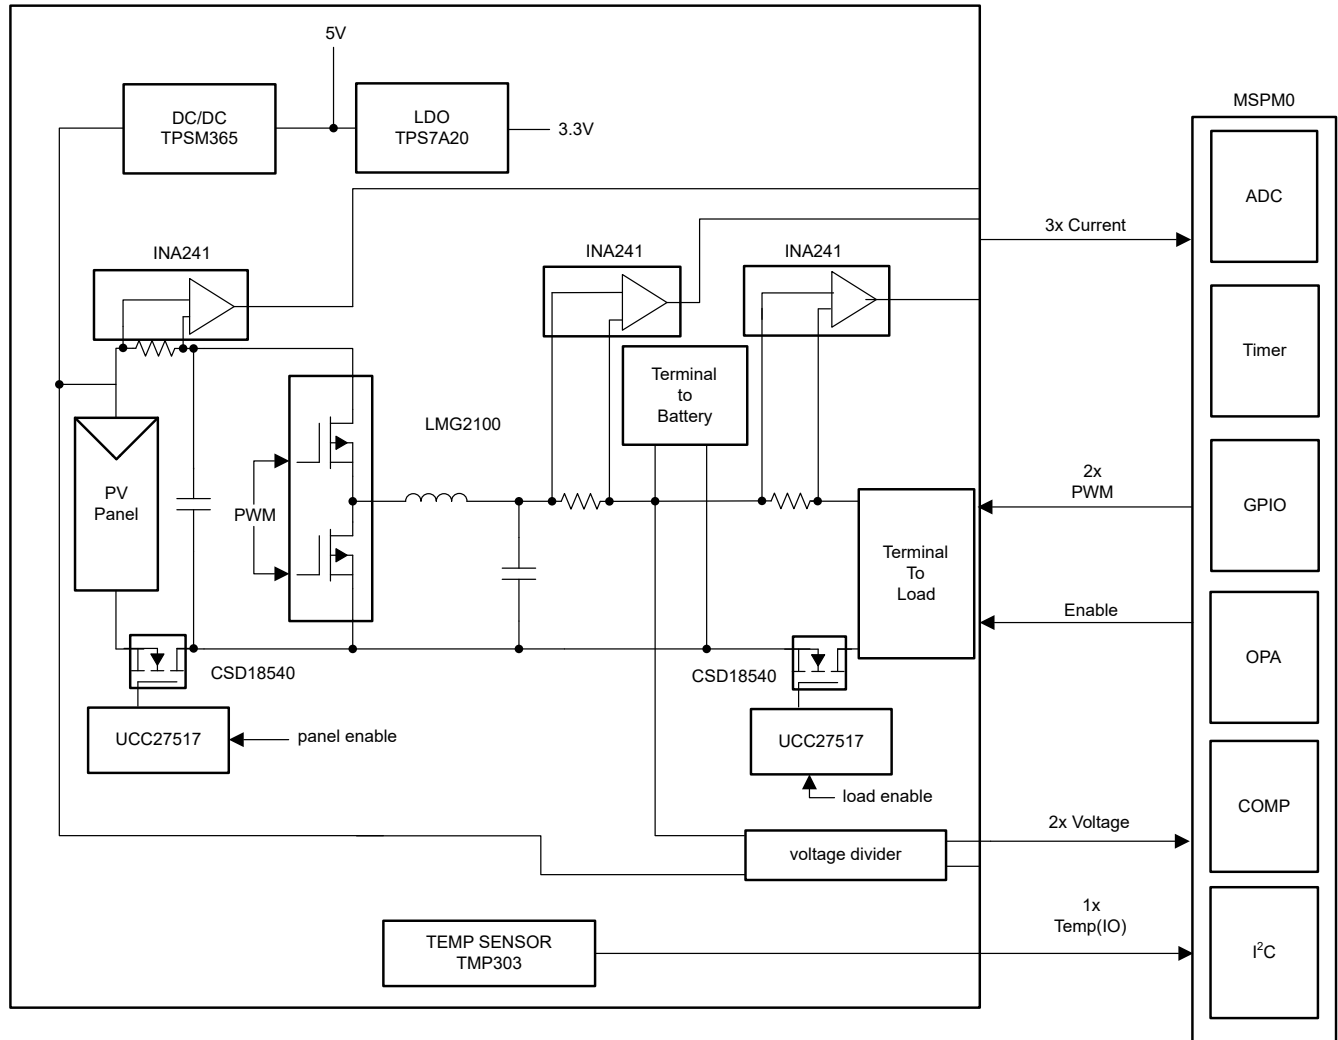 5V
DC/DC
TPSM365
LDO
TPS7A20
3.3V
MSPM0
ADC
3x Current
INA241
INA241
INA241
Timer
Terminal
to
Battery
LMG2100
PV
Panel
PWM
2x
PWM
GPIO
Terminal
To
Load
Enable
OPA
CSD18540
CSD18540
UCC27517
panel enable
UCC27517
load enable
COMP
2x Voltage
voltage divider
1x
Temp(IO)
TEMP SENSOR
TMP303
I²C